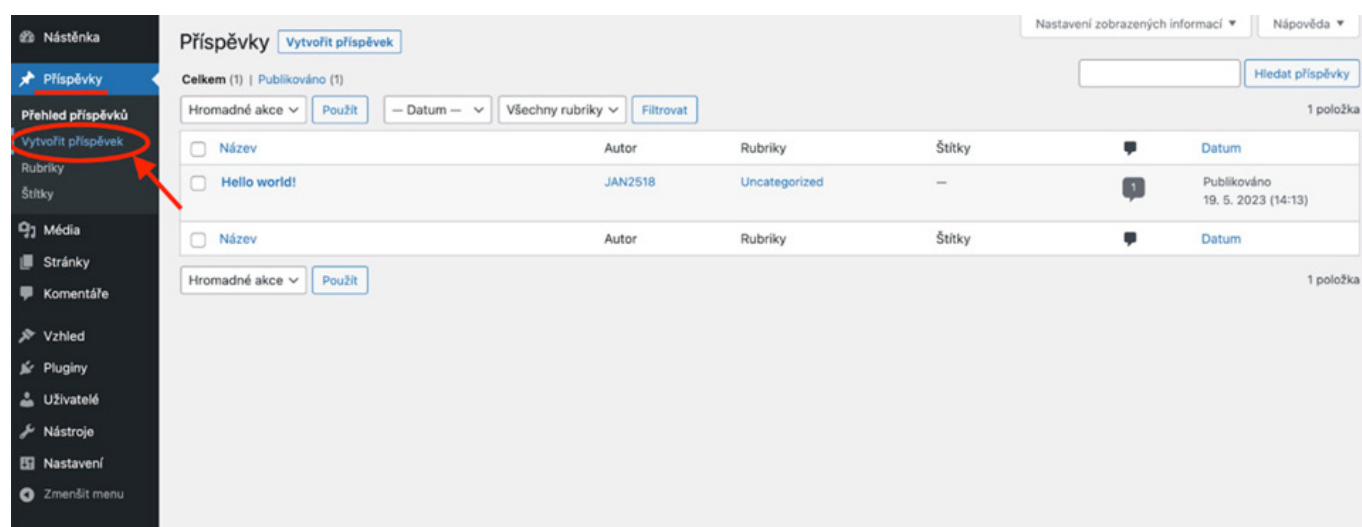 Nástěnka
Příspěvky
Přehled příspěvků
Vytvořit příspěvek
Rubriky
Štítky
Média
Stránky
Komentáře
Vzhled
Pluginy
Uživatelé
Nástroje
Nastavení
Zmenšit menu
Nastavení zobrazených informací ▼ Nápověda ▼
Příspěvky Vytvořit příspěvek
Celkem (1) | Publikováno (1) Hledat příspěvky
Hromadné akce Použít — Datum — Všechny rubriky Filtrovat 1 položka
Název Autor Rubriky Štítky Datum
Hello world! JAN2518 Uncategorized — 1 Publikováno
19. 5. 2023 (14:13)
Název Autor Rubriky Štítky Datum
Hromadné akce Použít 1 položka